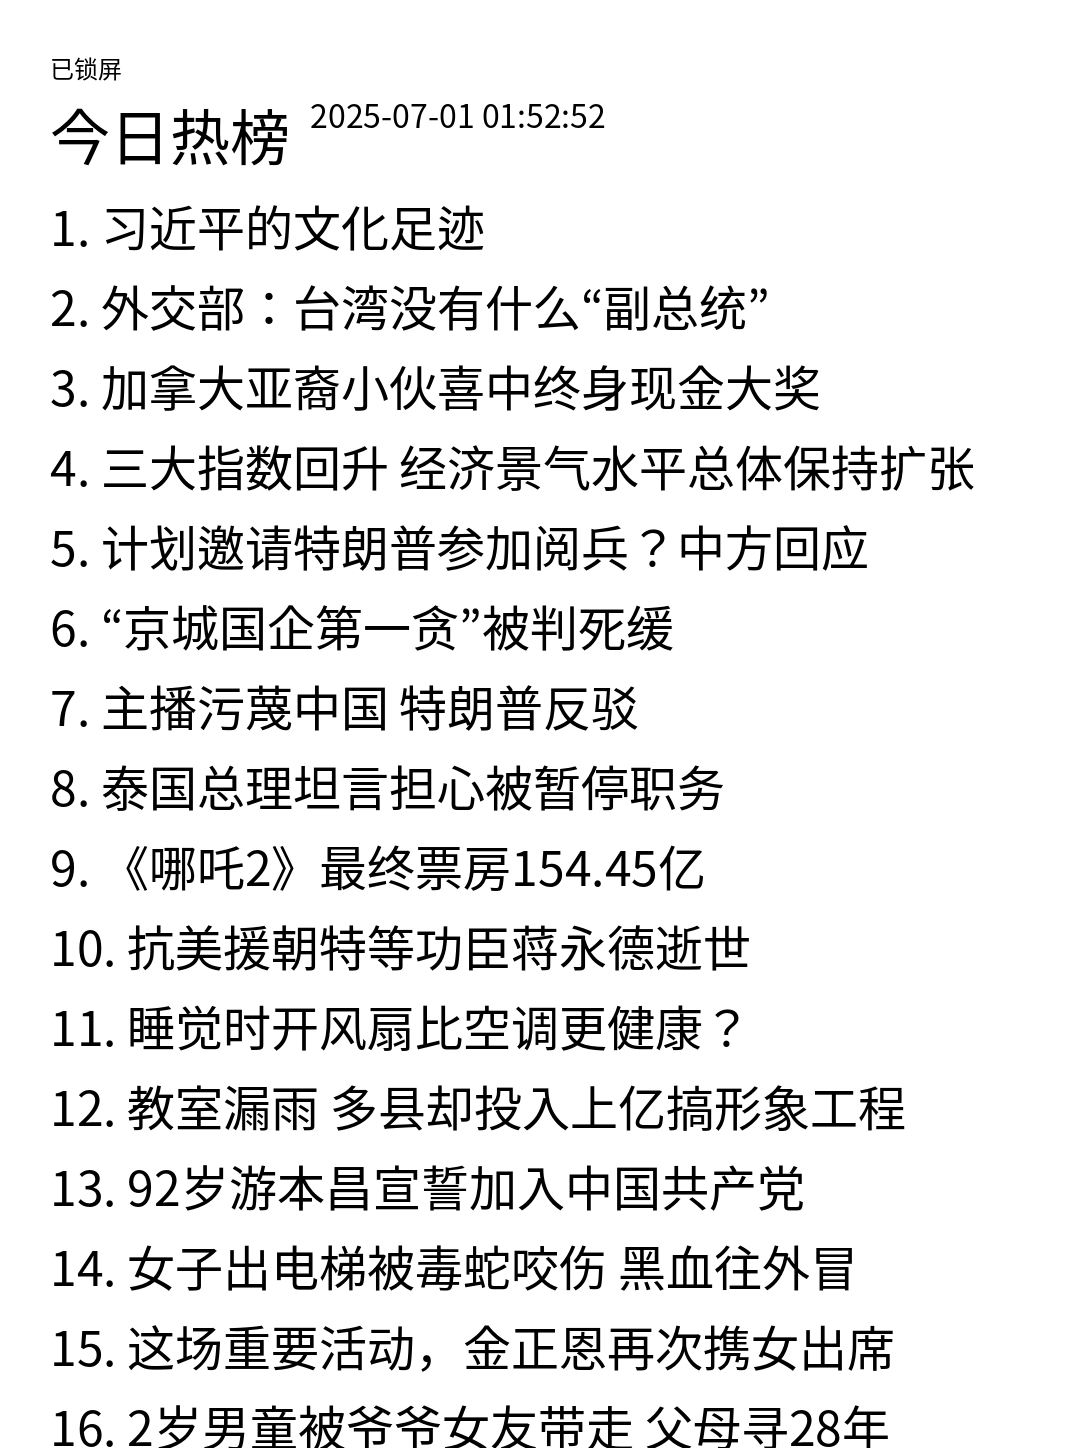 已锁屏
今日热榜 2025-07-01 01:52:52
1. 习近平的文化足迹
2. 外交部：台湾没有什么“副总统”
3. 加拿大亚裔小伙喜中终身现金大奖
4. 三大指数回升 经济景气水平总体保持扩张
5. 计划邀请特朗普参加阅兵？中方回应
6. “京城国企第一贪”被判死缓
7. 主播污蔑中国 特朗普反驳
8. 泰国总理坦言担心被暂停职务
9. 《哪吒2》最终票房154.45亿
10. 抗美援朝特等功臣蒋永德逝世
11. 睡觉时开风扇比空调更健康？
12. 教室漏雨 多县却投入上亿搞形象工程
13. 92岁游本昌宣誓加入中国共产党
14. 女子出电梯被毒蛇咬伤 黑血往外冒
15. 这场重要活动，金正恩再次携女出席
16. 2岁男童被爷爷女友带走 父母寻28年